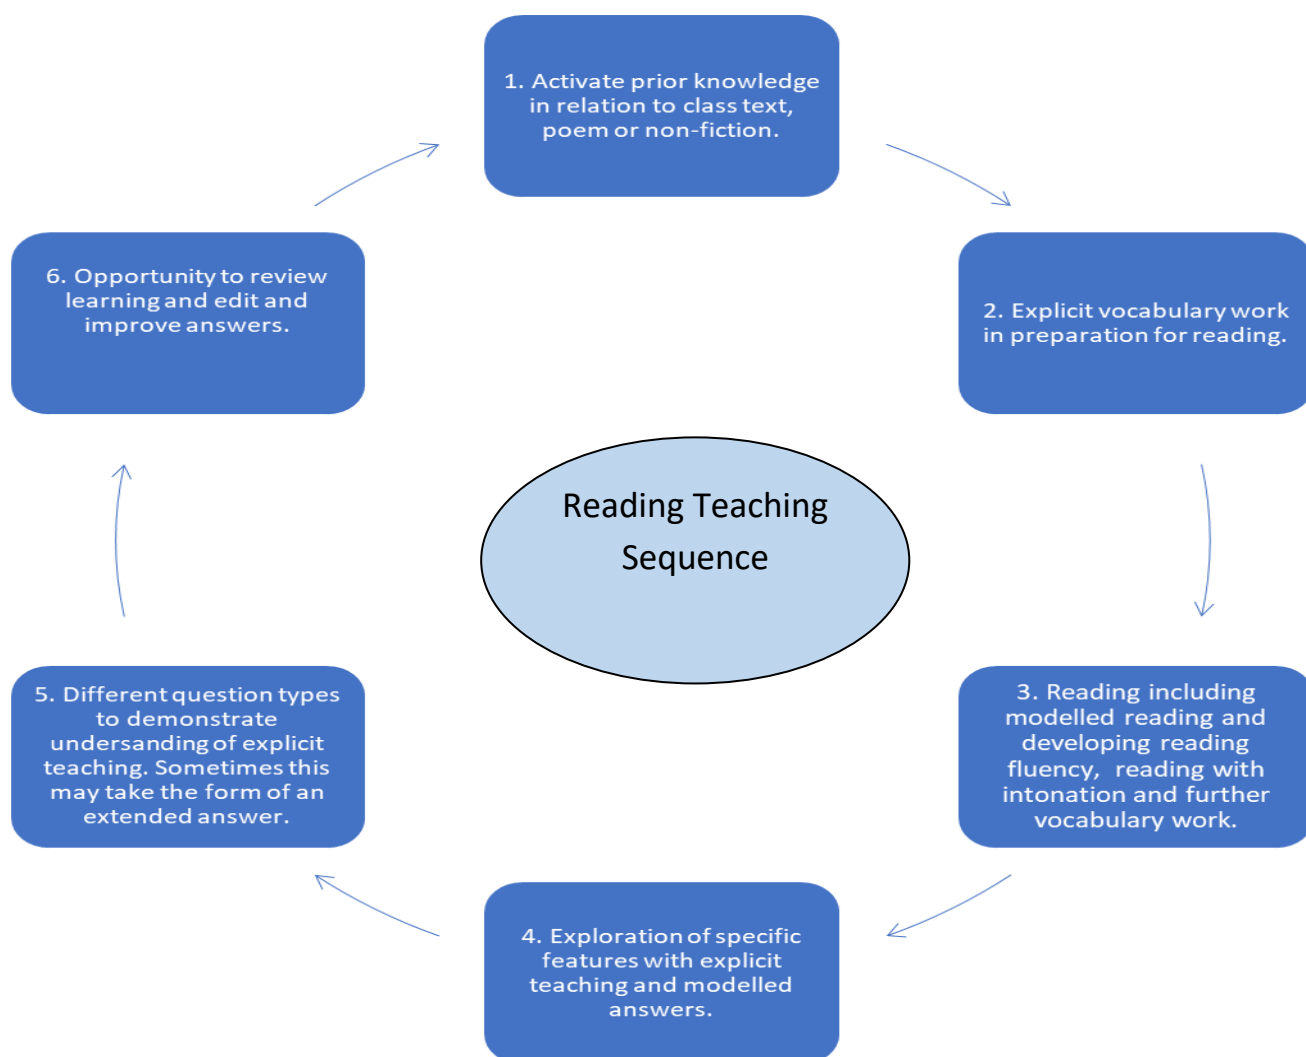 1. Activate prior knowledge
in relation to class text,
poem or non-fiction.
2. Explicit vocabulary work
in preparation for reading.
3. Reading including
modelled reading and
developing reading
fluency, reading with
intonation and further
vocabulary work.
4. Exploration of specific
features with explicit
teaching and modelled
answers.
5. Different question types
to demonstrate
undersanding of explicit
teaching. Sometimes this
may take the form of an
extended answer.
6. Opportunity to review
learning and edit and
improve answers.
Reading Teaching
Sequence